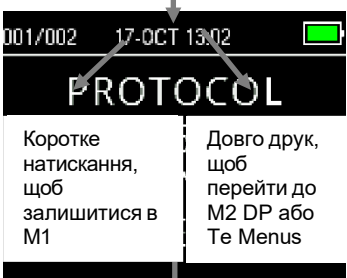 001/002 17-OCT 13:02
PROTOCOL
Коротке
натискання,
щоб
залишитися в
M1
Довго друк,
щоб
перейти до
M2 DP або
Te Menus